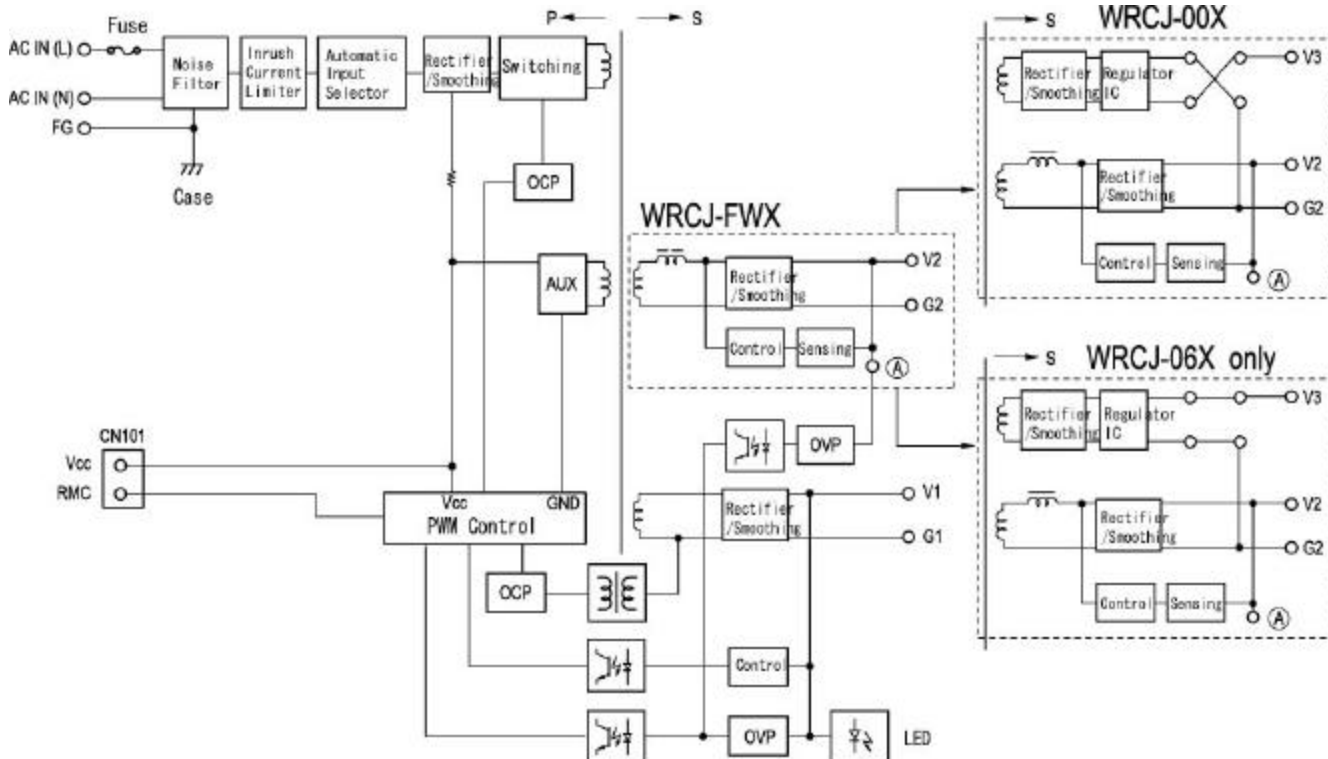 P S
S WRCJ-00X
Fuse
AC IN (L)
AC IN (N)
FG
Case
Noise
Filter
Inrush
Current
Limiter
Automatic
Input
Selector
Rectifier
/Smoothing
Switching
OCP
AUX
WRCJ-FWX
Rectifier
/Smoothing
V2
G2
Control
Sensing
A
OVP
Rectifier
/Smoothing
V1
G1
CN101
Vcc
RMC
Vcc
GND
PWM Control
OCP
Control
OVP
LED
Rectifier
/Smoothing
Regulator
IC
V3
Rectifier
/Smoothing
V2
G2
Control
Sensing
A
S WRCJ-06X only
Rectifier
/Smoothing
Regulator
IC
V3
Rectifier
/Smoothing
V2
G2
Control
Sensing
A